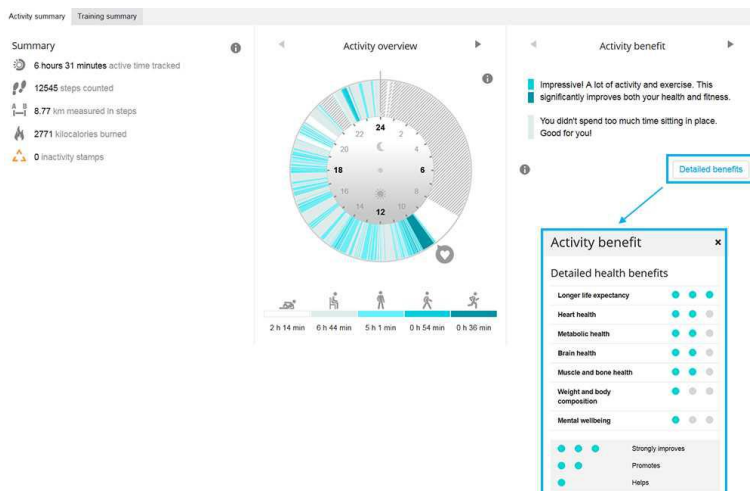 Activity summary
Training summary
Summary
6 hours 31 minutes active time tracked
12545 steps counted
A B
8.77 km measured in steps
2771 kilocalories burned
0 inactivity stamps
Activity overview
24
2
4
6
8
10
12
14
16
18
20
22
2 h 14 min
6 h 44 min
5 h 1 min
0 h 54 min
0 h 36 min
Activity benefit
Impressive! A lot of activity and exercise. This
significantly improves both your health and fitness.
You didn't spend too much time sitting in place.
Good for you!
Detailed benefits
Activity benefit
Detailed health benefits
Longer life expectancy
Heart health
Metabolic health
Brain health
Muscle and bone health
Weight and body
composition
Mental wellbeing
Strongly improves
Promotes
Helps